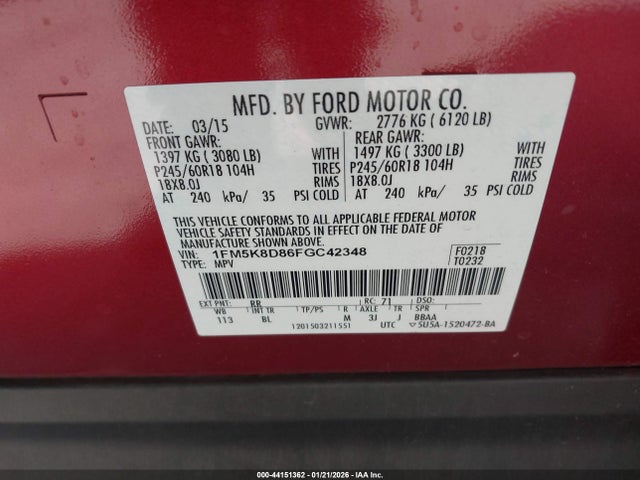 MFD. BY FORD MOTOR CO.
DATE: 03/15 GVWR: 2776 KG ( 6120 LB)
FRONT GAWR: REAR GAWR:
1397 KG ( 3080 LB) WITH 1497 KG ( 3300 LB) WITH
P245/60R18 104H TIRES P245/60R18 104H TIRES
18X8.0J RIMS 18X8.0J RIMS
AT 240 kPa/ 35 PSI COLD AT 240 kPa/ 35 PSI COLD
THIS VEHICLE CONFORMS TO ALL APPLICABLE FEDERAL MOTOR
VEHICLE SAFETY STANDARDS IN EFFECT ON THE DATE OF
MANUFACTURE SHOWN ABOVE.
VIN: 1FM5K8D86FGC42348 F0218
TYPE: MPV T0232
EXT PNT: RR RC: 71 DSO:
WB INT TR TP/PS R AXLE TR SPR
113 BL M 3J J BBAA
1201503211551 UTC ▽5U5A-1520472-BA
000-44151362 - 01/21/2026 - IAA Inc.